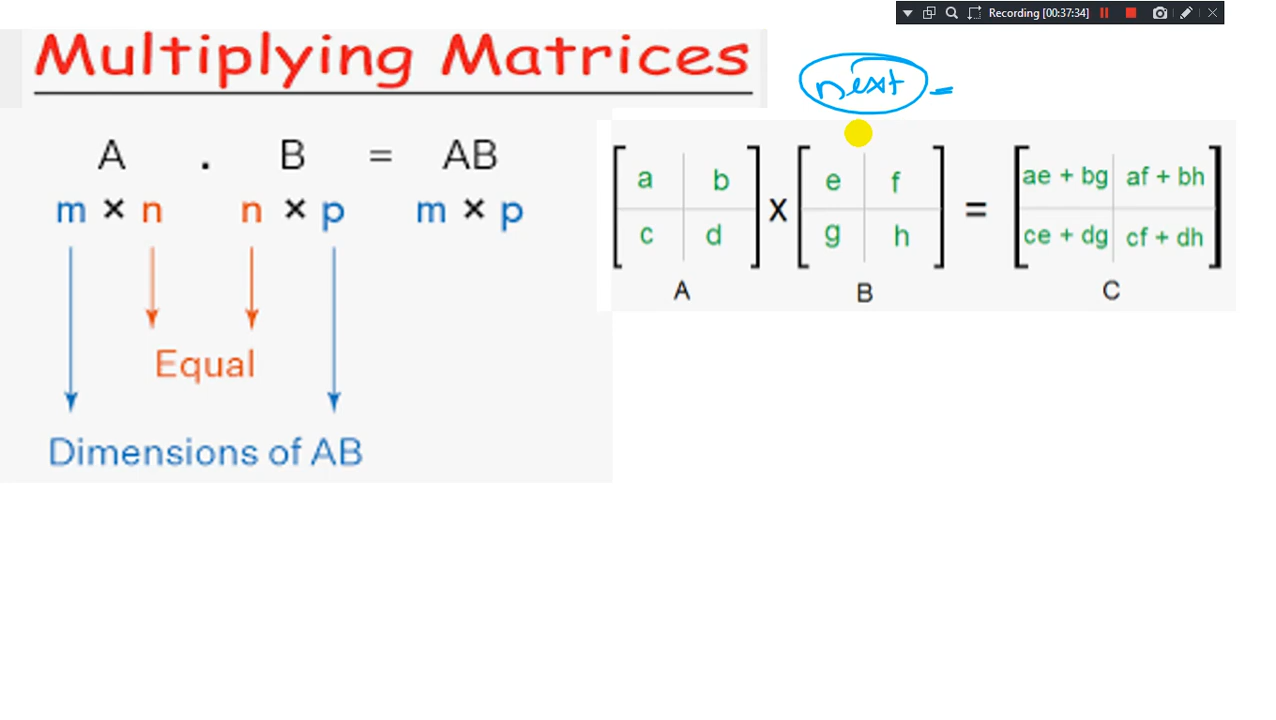 Recording [00:37:34]
Multiplying Matrices
next =
A . B = AB
m × n n × p m × p
Equal
Dimensions of AB
a b e f ae + bg af + bh
x =
c d g h ce + dg cf + dh
A B C